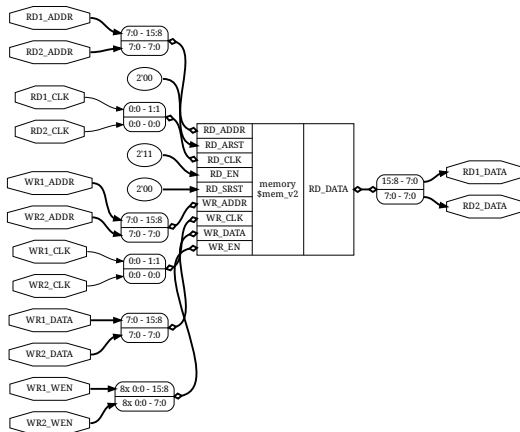 RD1_ADDR
7:0 - 15:8
RD2_ADDR
7:0 - 7:0
2'00
RD1_CLK
0:0 - 1:1
RD2_CLK
0:0 - 0:0
2'11
2'00
WR1_ADDR
7:0 - 15:8
WR2_ADDR
7:0 - 7:0
WR1_CLK
0:0 - 1:1
WR2_CLK
0:0 - 0:0
WR1_DATA
7:0 - 15:8
WR2_DATA
7:0 - 7:0
WR1_WEN
8x 0:0 - 15:8
WR2_WEN
8x 0:0 - 7:0
RD_ADDR
RD_ARST
RD_CLK
RD_EN
RD_SRST
WR_ADDR
WR_CLK
WR_DATA
WR_EN
memory
$mem_v2
RD_DATA
15:8 - 7:0
7:0 - 7:0
RD1_DATA
RD2_DATA